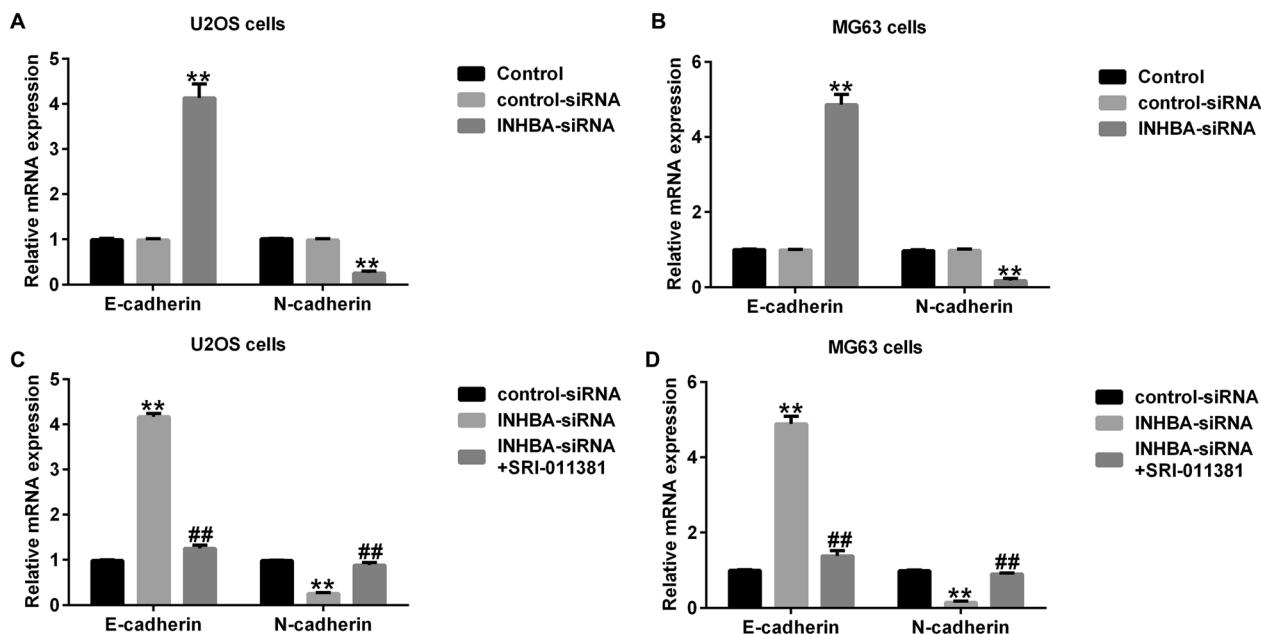 A
U2OS cells
Relative mRNA expression
5
4
3
2
1
0
**
**
E-cadherin
N-cadherin
Control
control-siRNA
INHBA-siRNA
B
MG63 cells
Relative mRNA expression
6
4
2
0
**
**
E-cadherin
N-cadherin
Control
control-siRNA
INHBA-siRNA
C
U2OS cells
Relative mRNA expression
5
4
3
2
1
0
**
##
**
##
E-cadherin
N-cadherin
control-siRNA
INHBA-siRNA
INHBA-siRNA
+SRI-011381
D
MG63 cells
Relative mRNA expression
6
4
2
0
**
##
**
##
E-cadherin
N-cadherin
control-siRNA
INHBA-siRNA
INHBA-siRNA
+SRI-011381